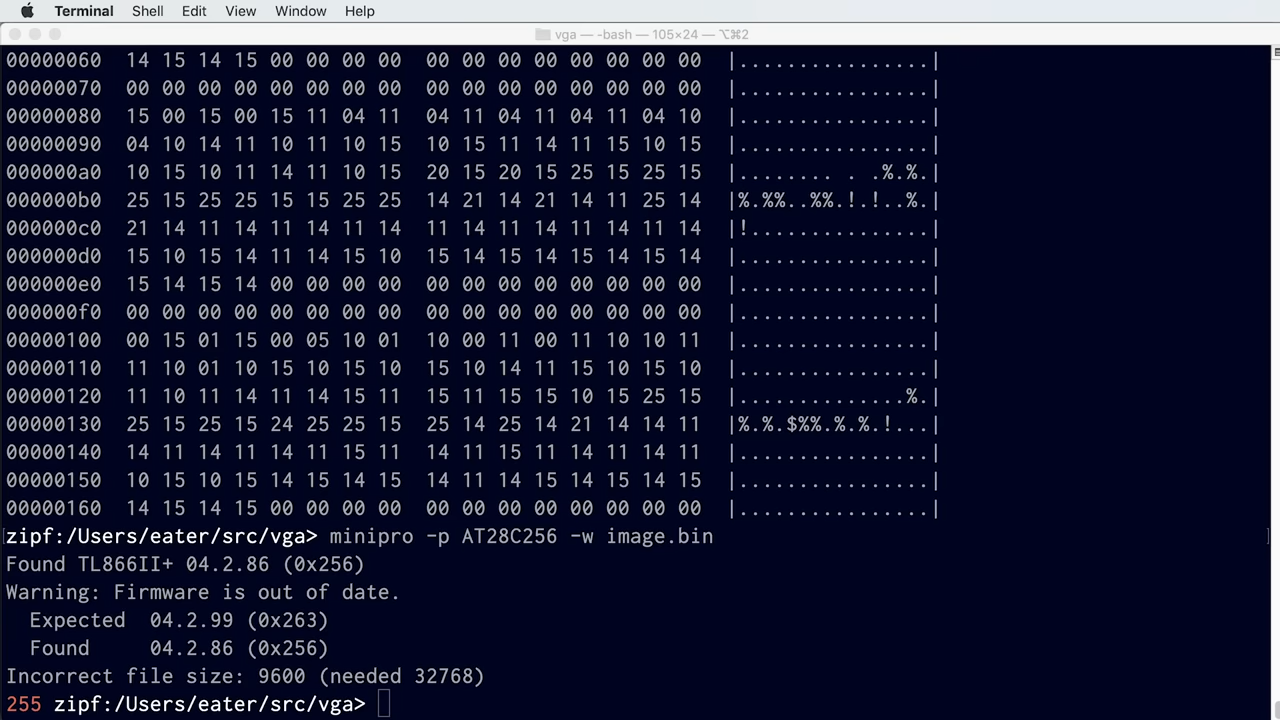 Terminal Shell Edit View Window Help
vga — -bash — 105×24 — ⌥⌘2
00000060  14 15 14 15 00 00 00 00  00 00 00 00 00 00 00 00  |................|
00000070  00 00 00 00 00 00 00 00  00 00 00 00 00 00 00 00  |................|
00000080  15 00 15 00 15 11 04 11  04 11 04 11 04 11 04 10  |................|
00000090  04 10 14 11 10 11 10 15  10 15 11 14 11 15 10 15  |................|
000000a0  10 15 10 11 14 11 10 15  20 15 20 15 25 15 25 15  |........ . .%.%.|
000000b0  25 15 25 25 15 15 25 25  14 21 14 21 14 11 25 14  |%.%%..%%.!.!..%.|
000000c0  21 14 11 14 11 14 11 14  11 14 11 14 11 14 11 14  |!...............|
000000d0  15 10 15 14 11 14 15 10  15 14 15 14 15 14 15 14  |................|
000000e0  15 14 15 14 00 00 00 00  00 00 00 00 00 00 00 00  |................|
000000f0  00 00 00 00 00 00 00 00  00 00 00 00 00 00 00 00  |................|
00000100  00 15 01 15 00 05 10 01  10 00 11 00 11 10 10 11  |................|
00000110  11 10 01 10 15 10 15 10  15 10 14 11 15 10 15 10  |................|
00000120  11 10 11 14 11 14 15 11  15 11 15 15 10 15 25 15  |..............%.|
00000130  25 15 25 15 24 25 25 15  25 14 25 14 21 14 14 11  |%.%.$%%.%.%.!...|
00000140  14 11 14 11 14 11 15 11  14 11 15 11 14 11 14 11  |................|
00000150  10 15 10 15 14 15 14 15  14 11 14 15 14 15 14 15  |................|
00000160  14 15 14 15 00 00 00 00  00 00 00 00 00 00 00 00  |................|
zipf:/Users/eater/src/vga> minipro -p AT28C256 -w image.bin
Found TL866II+ 04.2.86 (0x256)
Warning: Firmware is out of date.
  Expected  04.2.99 (0x263)
  Found     04.2.86 (0x256)
Incorrect file size: 9600 (needed 32768)
255 zipf:/Users/eater/src/vga>